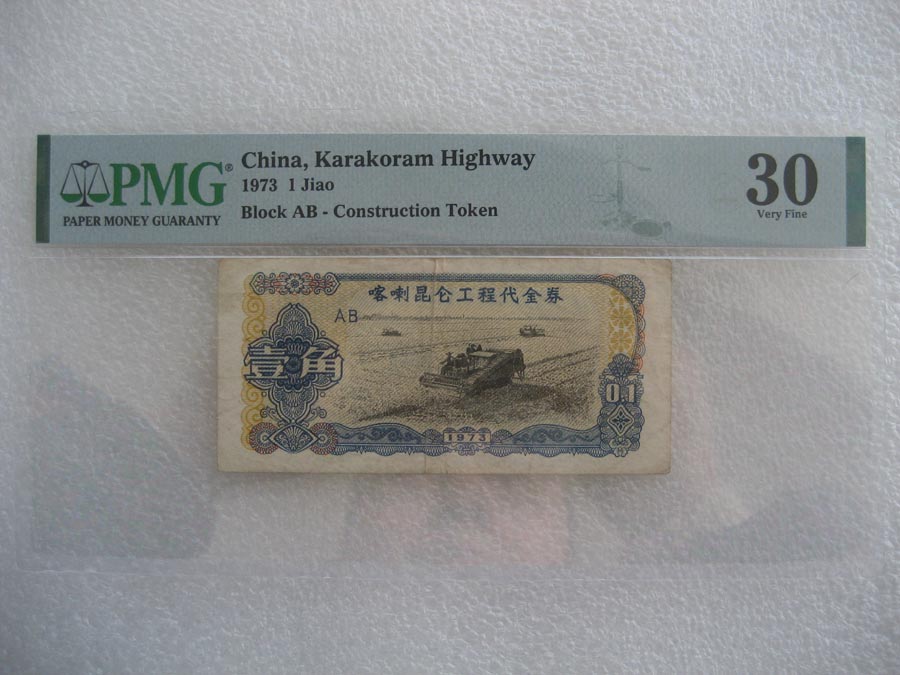 PMG®
PAPER MONEY GUARANTY
China, Karakoram Highway
1973 1 Jiao
Block AB - Construction Token
30
Very Fine
喀喇昆仑工程代金券
AB
壹角
0.1
1973